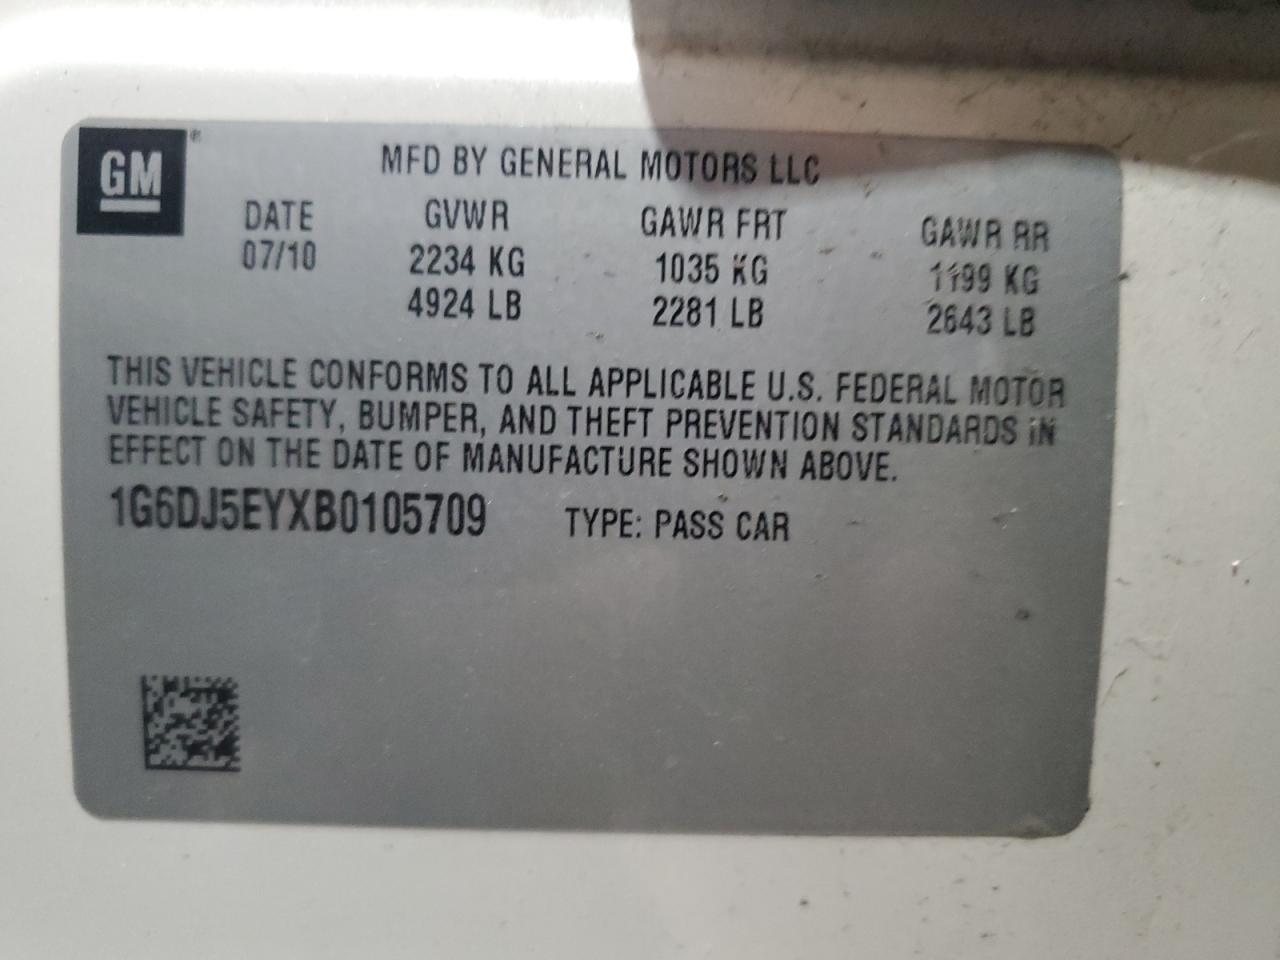 GM®
MFD BY GENERAL MOTORS LLC
DATE GVWR GAWR FRT GAWR RR
07/10 2234 KG 1035 KG 1199 KG
4924 LB 2281 LB 2643 LB
THIS VEHICLE CONFORMS TO ALL APPLICABLE U.S. FEDERAL MOTOR
VEHICLE SAFETY, BUMPER, AND THEFT PREVENTION STANDARDS IN
EFFECT ON THE DATE OF MANUFACTURE SHOWN ABOVE.
1G6DJ5EYXB0105709 TYPE: PASS CAR